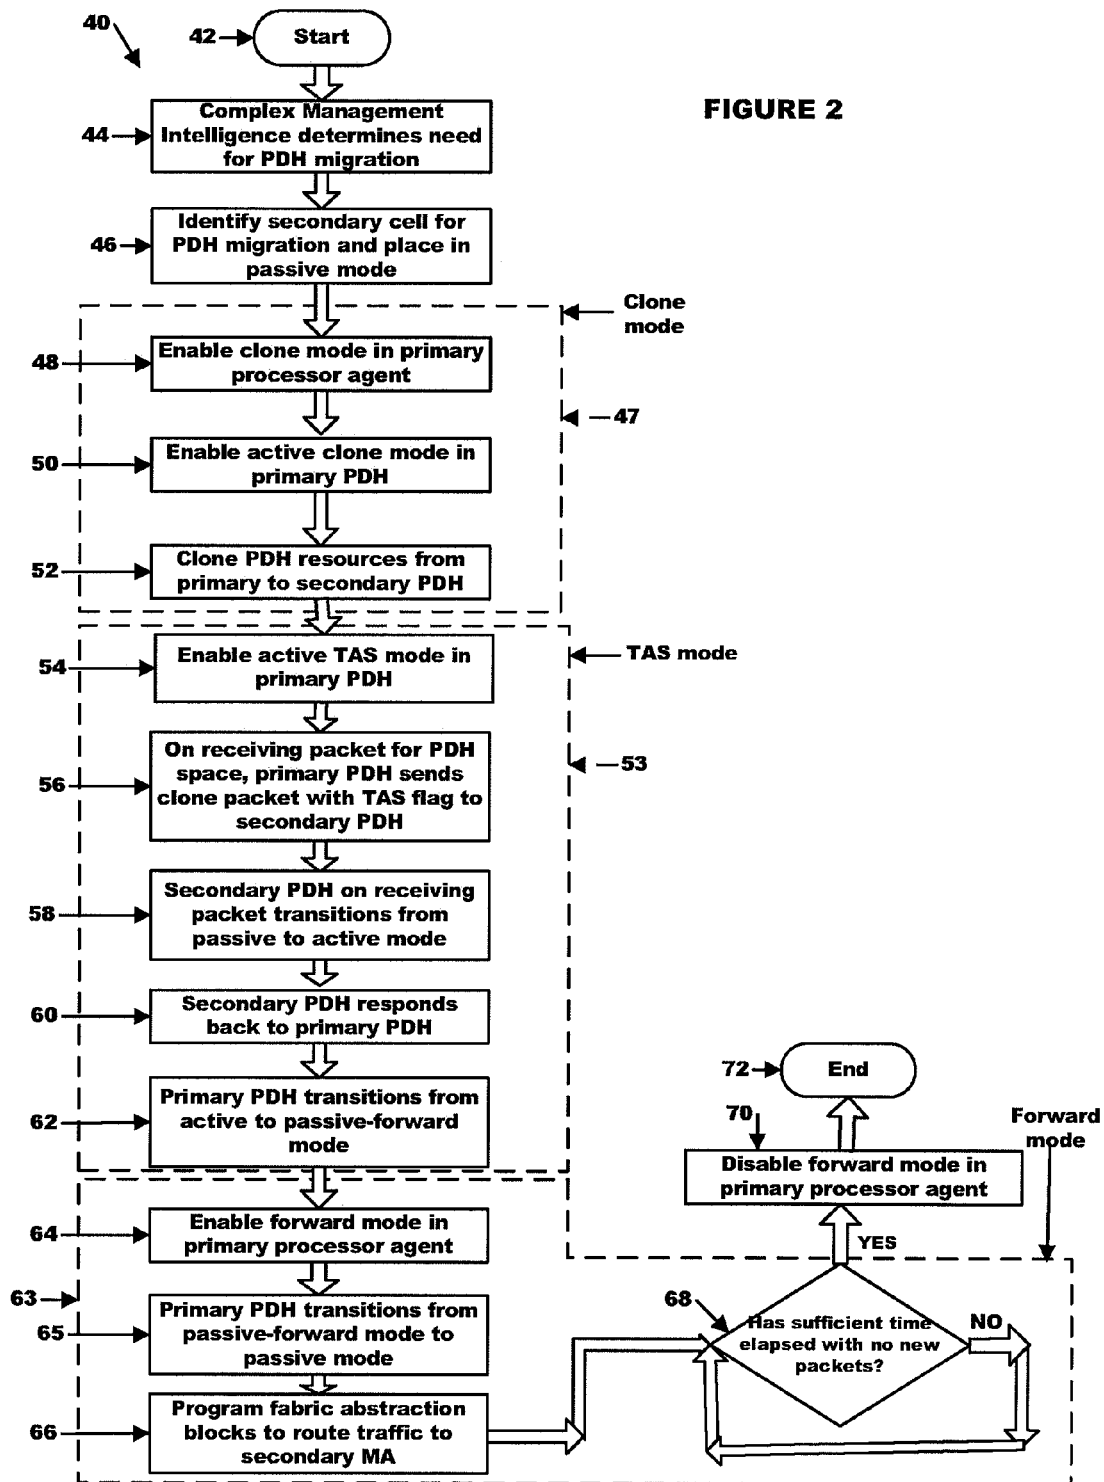 40
42
Start
FIGURE 2
44
Complex Management
Intelligence determines need
for PDH migration
46
Identify secondary cell for
PDH migration and place in
passive mode
Clone
mode
48
Enable clone mode in primary
processor agent
47
50
Enable active clone mode in
primary PDH
52
Clone PDH resources from
primary to secondary PDH
54
Enable active TAS mode in
primary PDH
TAS mode
53
56
On receiving packet for PDH
space, primary PDH sends
clone packet with TAS flag to
secondary PDH
58
Secondary PDH on receiving
packet transitions from
passive to active mode
60
Secondary PDH responds
back to primary PDH
62
Primary PDH transitions from
active to passive-forward
mode
72
End
70
Forward
mode
Disable forward mode in
primary processor agent
YES
64
Enable forward mode in
primary processor agent
63
65
Primary PDH transitions from
passive-forward mode to
passive mode
68
Has sufficient time
elapsed with no new
packets?
NO
66
Program fabric abstraction
blocks to route traffic to
secondary MA